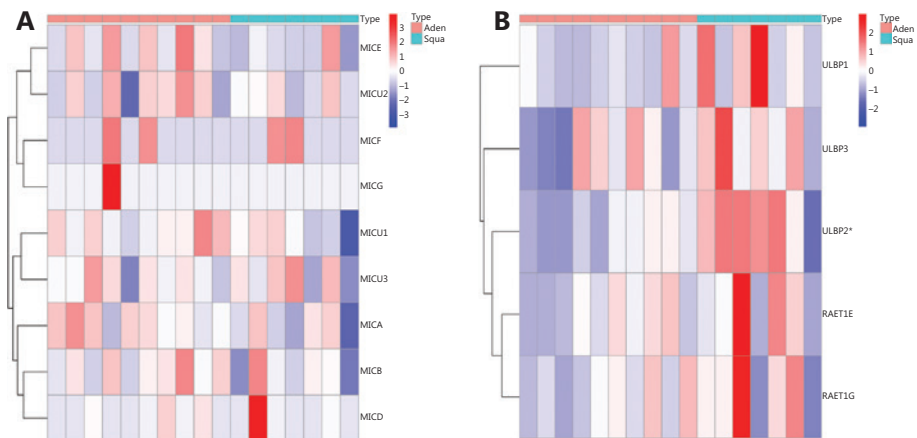 A
Type
Type
Aden
Squa
3
2
1
0
−1
−2
−3
MICE
MICU2
MICF
MICG
MICU1
MICU3
MICA
MICB
MICD
B
Type
Type
Aden
Squa
2
1
0
−1
−2
ULBP1
ULBP3
ULBP2*
RAET1E
RAET1G